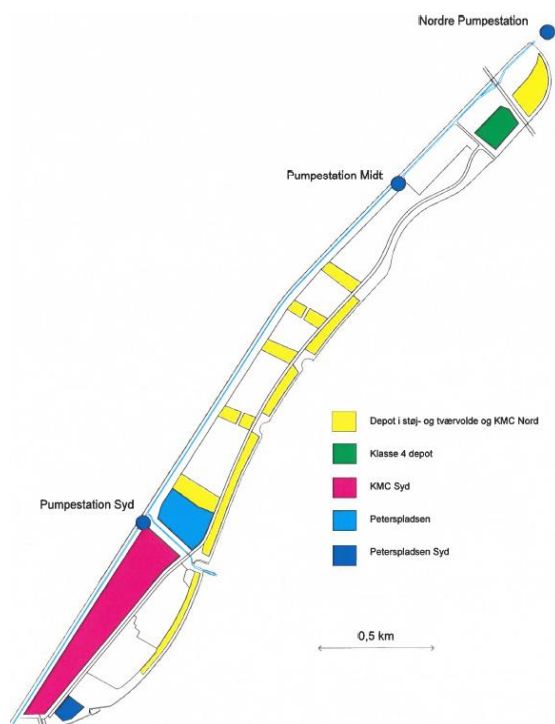 Nordre Pumpestation
Pumpestation Midt
Depot i støj- og tværvolde og KMC Nord
Klasse 4 depot
KMC Syd
Peterspladsen
Peterspladsen Syd
Pumpestation Syd
0,5 km